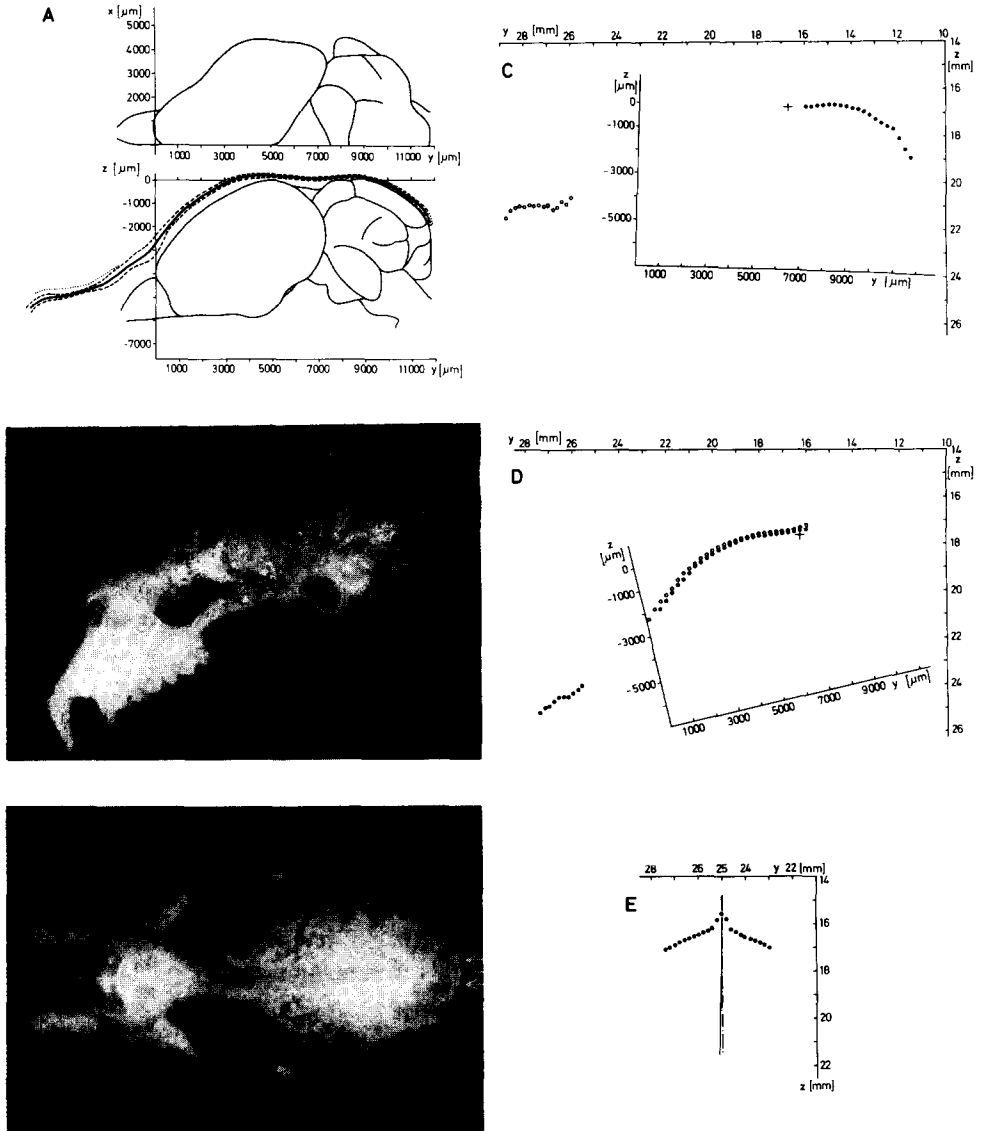 A
x [µm]
5000
4000
3000
2000
1000 3000 5000 7000 9000 11000
y[µm]
z [µm]
0
-1000
-2000
-7000
1000 3000 5000 7000 9000 11000 y[µm]
y [mm]
28 26 24 22 20 18 16 14 12 10
14
z
[mm]
16
18
20
22
24
26
C
z
[µm]
0
-1000
-3000
-5000
1000 3000 5000 7000 9000 y [µm]
y [mm]
28 26 24 22 20 18 16 14 12 10
14
z
[mm]
16
18
20
22
24
26
D
z
[µm]
0
-1000
-3000
-5000
1000 3000 5000 7000 9000 y [µm]
28 26 25 24 y 22 [mm]
14
16
18
20
22
z [mm]
E